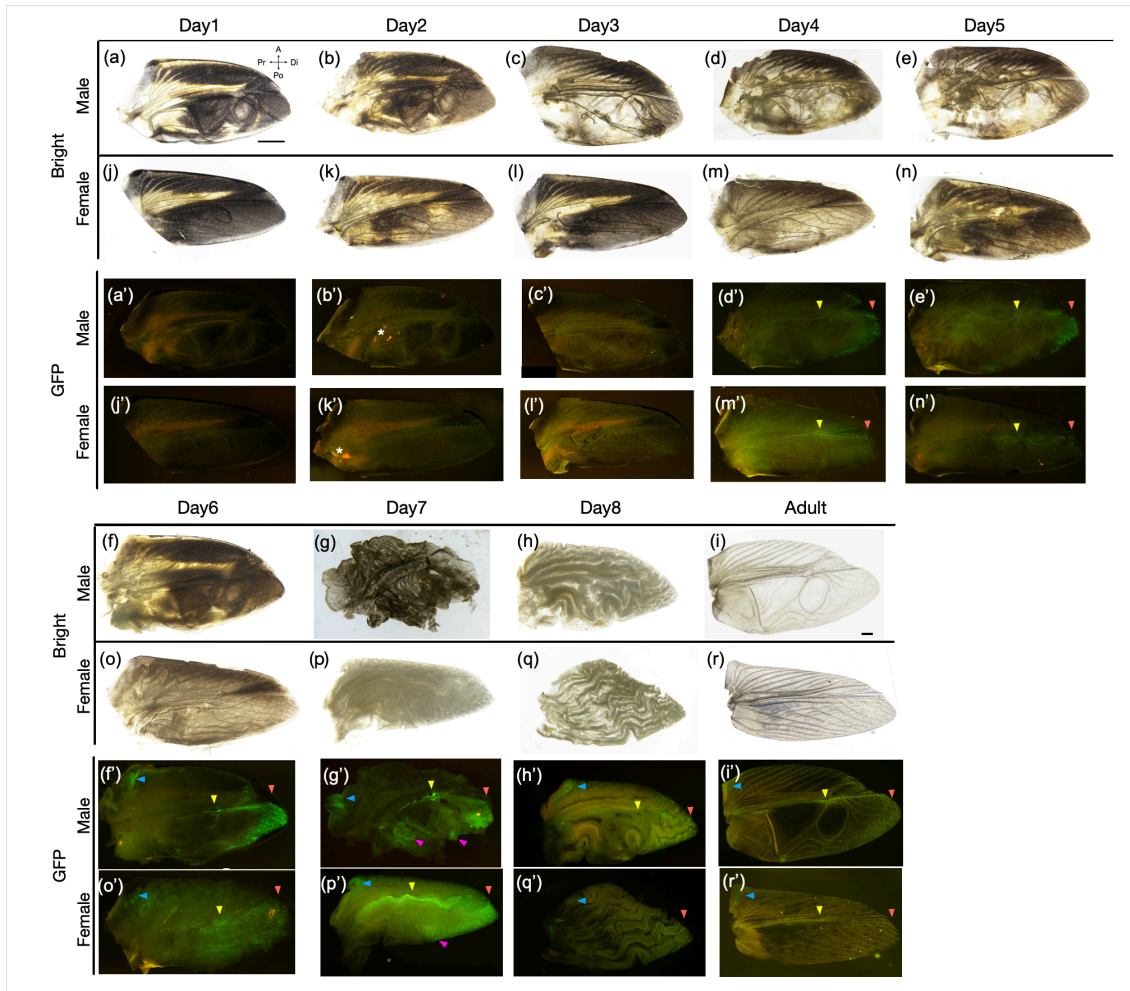 Day1 Day2 Day3 Day4 Day5
Bright
Male
(a) A Pr Di Po (b) (c) (d) (e)
Female
(j) (k) (l) (m) (n)
GFP
Male
(a') (b') * (c') (d') (e')
Female
(j') (k') * (l') (m') (n')
Day6 Day7 Day8 Adult
Bright
Male
(f) (g) (h) (i)
Female
(o) (p) (q) (r)
GFP
Male
(f') (g') (h') (i')
Female
(o') (p') (q') (r')